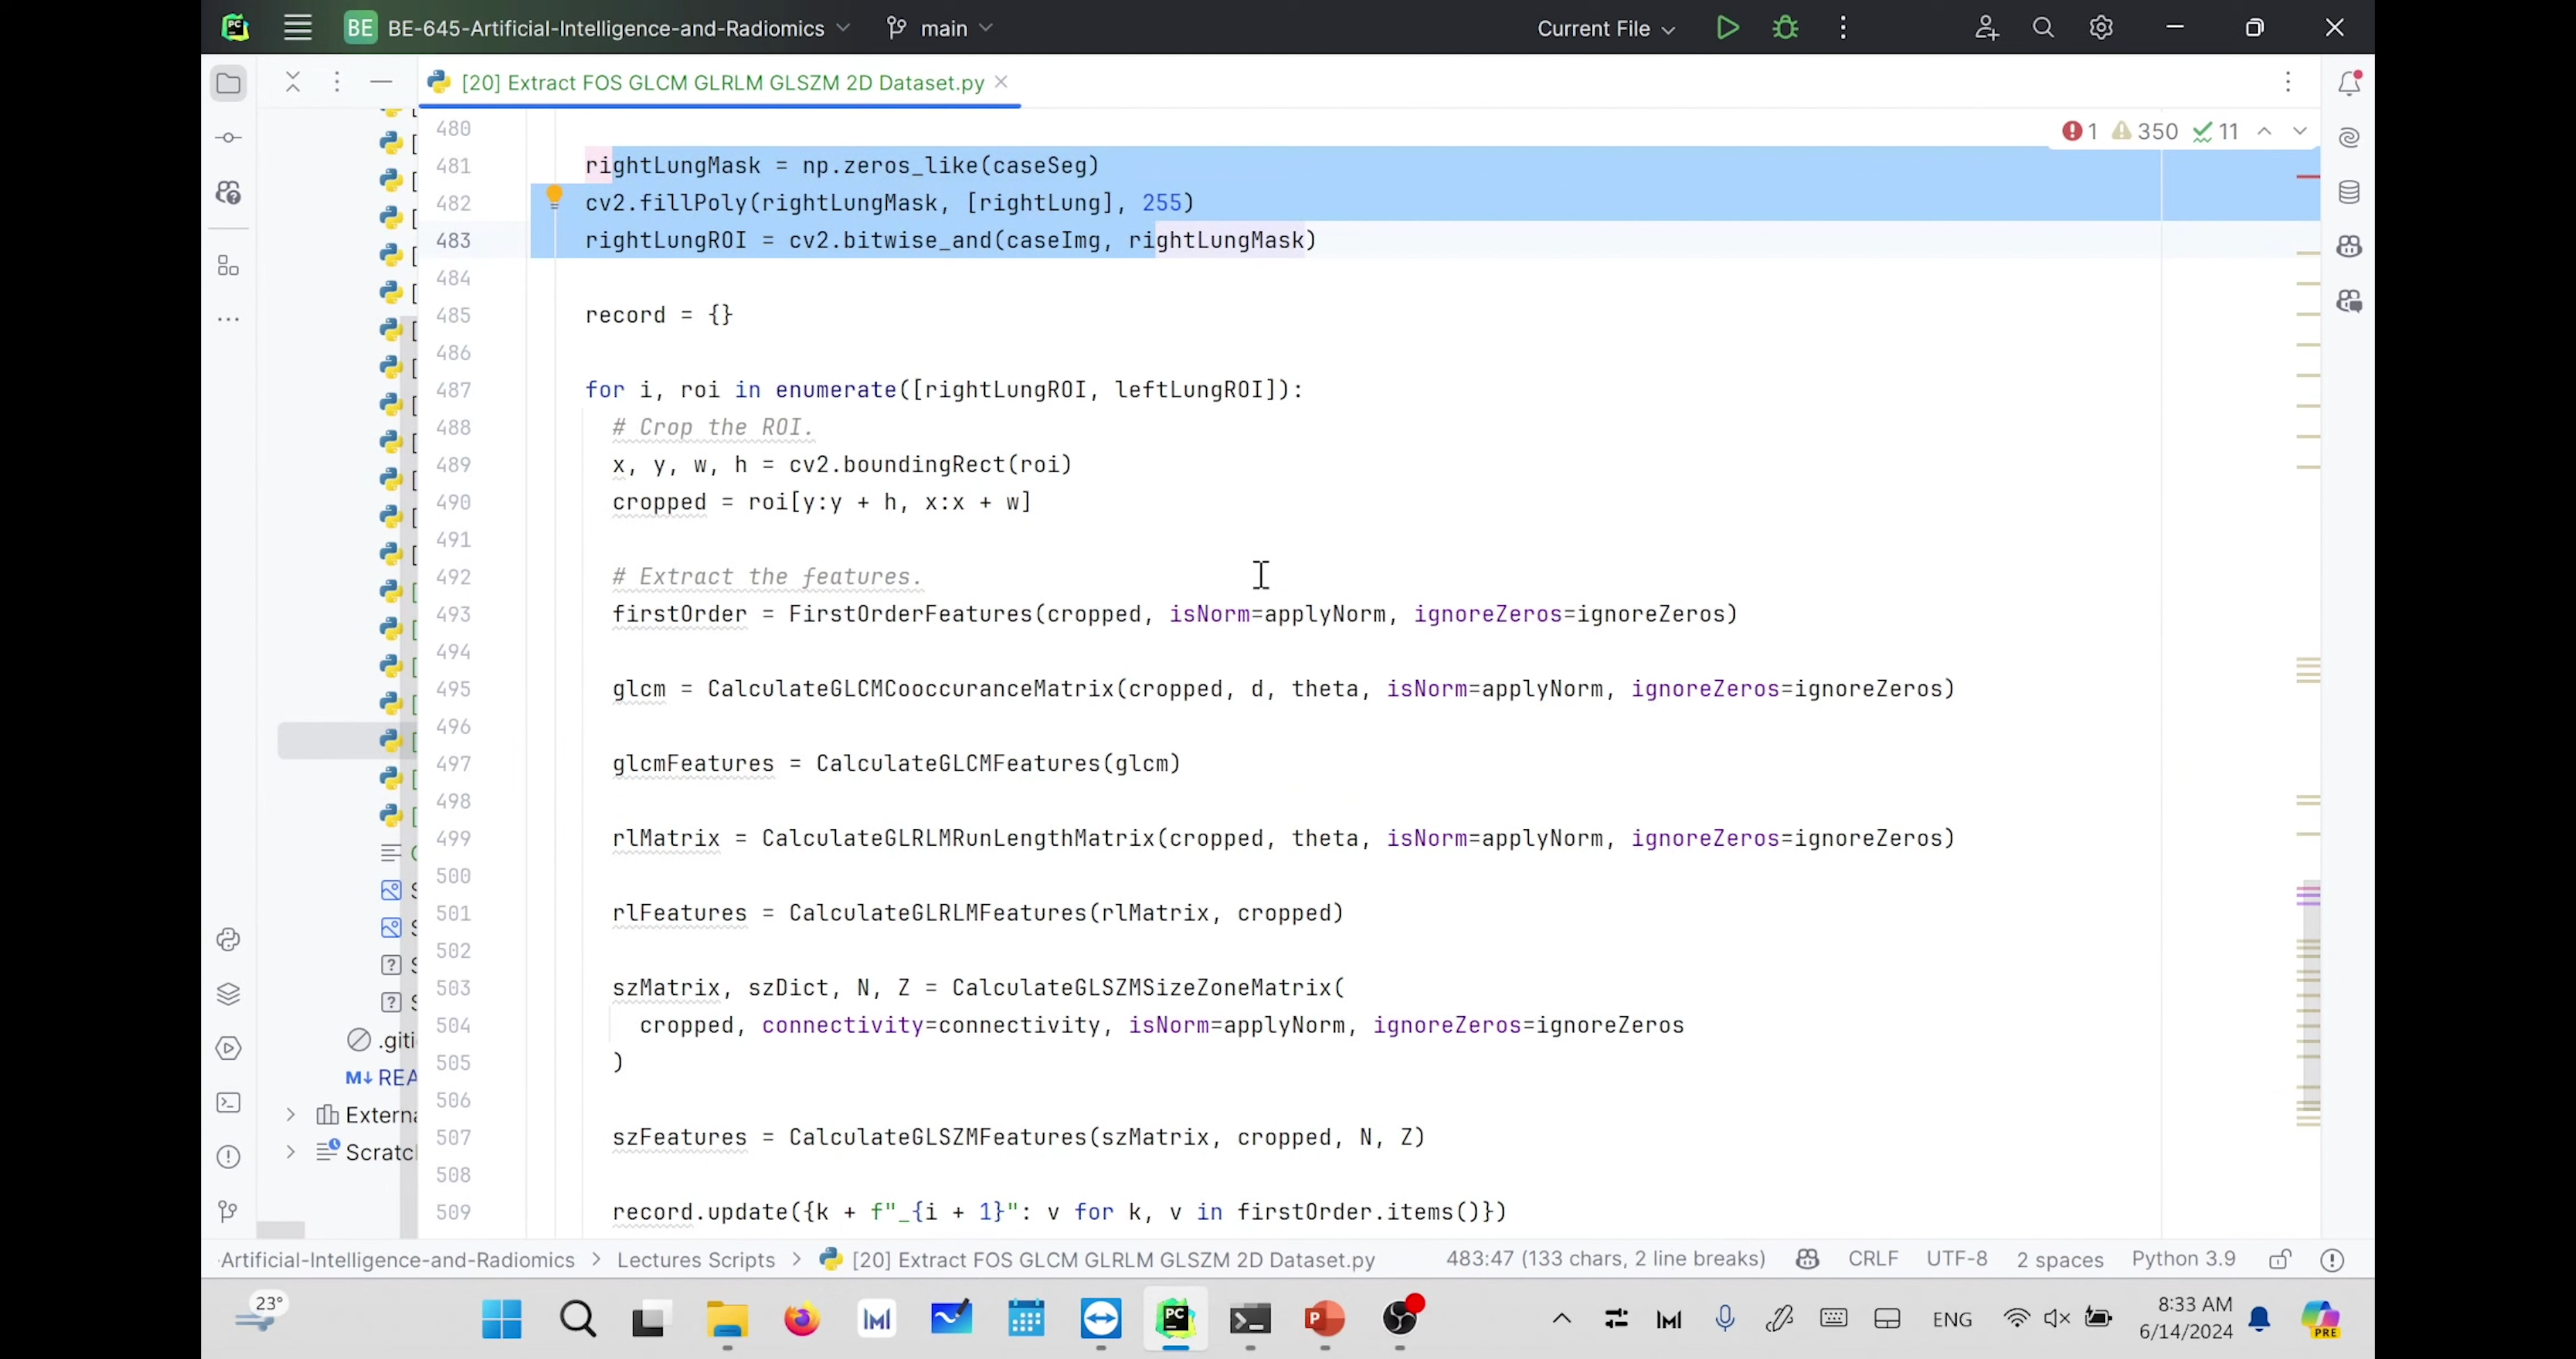 BE BE-645-Artificial-Intelligence-and-Radiomics main Current File
[20] Extract FOS GLCM GLRLM GLSZM 2D Dataset.py
1 350 11
480
481 rightLungMask = np.zeros_like(caseSeg)
482 cv2.fillPoly(rightLungMask, [rightLung], 255)
483 rightLungROI = cv2.bitwise_and(caseImg, rightLungMask)
484
485 record = {}
486
487 for i, roi in enumerate([rightLungROI, leftLungROI]):
488 # Crop the ROI.
489 x, y, w, h = cv2.boundingRect(roi)
490 cropped = roi[y:y + h, x:x + w]
491
492 # Extract the features.
493 firstOrder = FirstOrderFeatures(cropped, isNorm=applyNorm, ignoreZeros=ignoreZeros)
494
495 glcm = CalculateGLCMCooccuranceMatrix(cropped, d, theta, isNorm=applyNorm, ignoreZeros=ignoreZeros)
496
497 glcmFeatures = CalculateGLCMFeatures(glcm)
498
499 rlMatrix = CalculateGLRLMRunLengthMatrix(cropped, theta, isNorm=applyNorm, ignoreZeros=ignoreZeros)
500
501 rlFeatures = CalculateGLRLMFeatures(rlMatrix, cropped)
502
503 szMatrix, szDict, N, Z = CalculateGLSZMSizeZoneMatrix(
504 cropped, connectivity=connectivity, isNorm=applyNorm, ignoreZeros=ignoreZeros
505 )
506
507 szFeatures = CalculateGLSZMFeatures(szMatrix, cropped, N, Z)
508
509 record.update({k + f"_{i + 1}": v for k, v in firstOrder.items()})
.giti
M↓ REA
Externa
Scratch
-Artificial-Intelligence-and-Radiomics > Lectures Scripts > [20] Extract FOS GLCM GLRLM GLSZM 2D Dataset.py 483:47 (133 chars, 2 line breaks) CRLF UTF-8 2 spaces Python 3.9
23° ENG 8:33 AM
6/14/2024
PRE